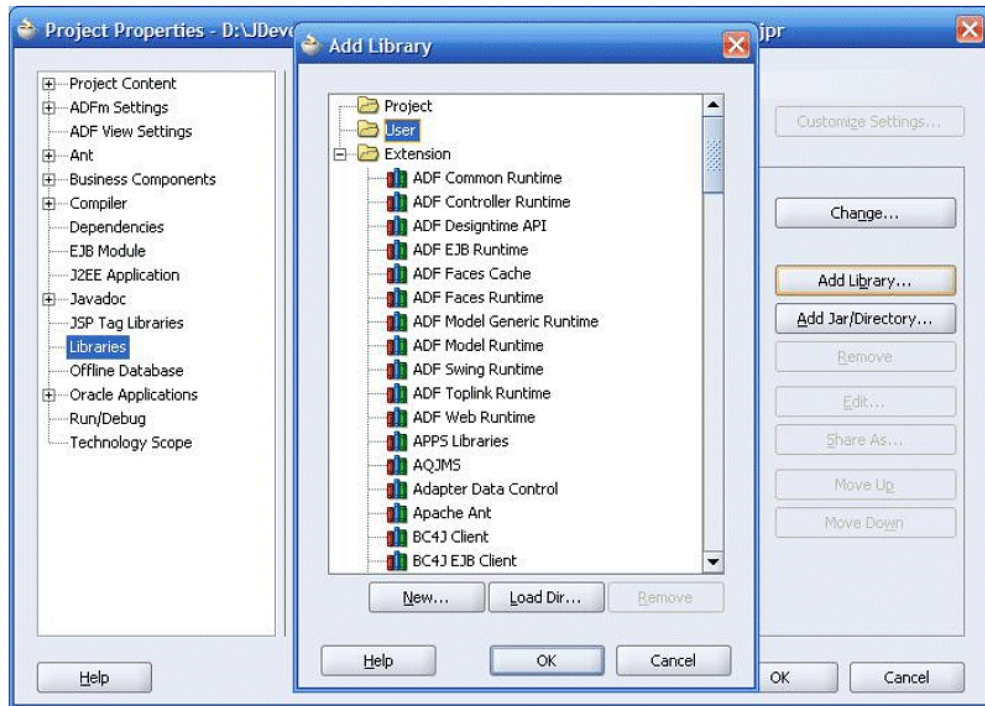 Project Properties - D:\JDeve
jpr
Project Content
ADFm Settings
ADF View Settings
Ant
Business Components
Compiler
Dependencies
EJB Module
J2EE Application
Javadoc
JSP Tag Libraries
Libraries
Offline Database
Oracle Applications
Run/Debug
Technology Scope
Help
Add Library
Project
User
Extension
ADF Common Runtime
ADF Controller Runtime
ADF Designtime API
ADF EJB Runtime
ADF Faces Cache
ADF Faces Runtime
ADF Model Generic Runtime
ADF Model Runtime
ADF Swing Runtime
ADF Toplink Runtime
ADF Web Runtime
APPS Libraries
AQJMS
Adapter Data Control
Apache Ant
BC4J Client
BC4J EJB Client
New... Load Dir... Remove
Help OK Cancel
Customize Settings...
Change...
Add Library...
Add Jar/Directory...
Remove
Edit...
Share As...
Move Up
Move Down
OK Cancel